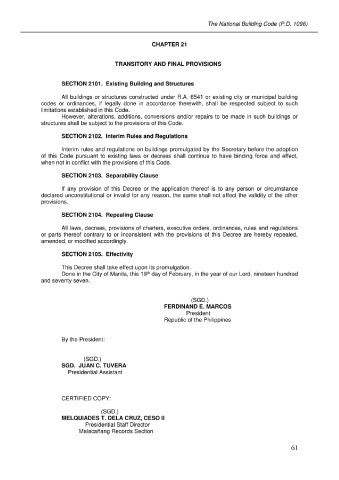 The National Building Code (P.D. 1096)
CHAPTER 21
TRANSITORY AND FINAL PROVISIONS
SECTION 2101. Existing Building and Structures
All buildings or structures constructed under R.A. 6541 or existing city or municipal building
codes or ordinances, if legally done in accordance therewith, shall be respected subject to such
limitations established in this Code.
However, alterations, additions, conversions and/or repairs to be made in such buildings or
structures shall be subject to the provisions of this Code.
SECTION 2102. Interim Rules and Regulations
Interim rules and regulations on buildings promulgated by the Secretary before the adoption
of this Code pursuant to existing laws or decrees shall continue to have binding force and effect,
when not in conflict with the provisions of this Code.
SECTION 2103. Separability Clause
If any provision of this Decree or the application thereof is to any person or circumstance
declared unconstitutional or invalid for any reason, the same shall not affect the validity of the other
provisions.
SECTION 2104. Repealing Clause
All laws, decrees, provisions of charters, executive orders, ordinances, rules and regulations
or parts thereof contrary to or inconsistent with the provisions of this Decree are hereby repealed,
amended, or modified accordingly.
SECTION 2105. Effectivity
This Decree shall take effect upon its promulgation.
Done in the City of Manila, this 19th day of February, in the year of our Lord, nineteen hundred
and seventy seven.
(SGD.)
FERDINAND E. MARCOS
President
Republic of the Philippines
By the President:
(SGD.)
SGD. JUAN C. TUVERA
Presidential Assistant
CERTIFIED COPY:
(SGD.)
MELQUIADES T. DELA CRUZ, CESO II
Presidential Staff Director
Malacañang Records Section
61